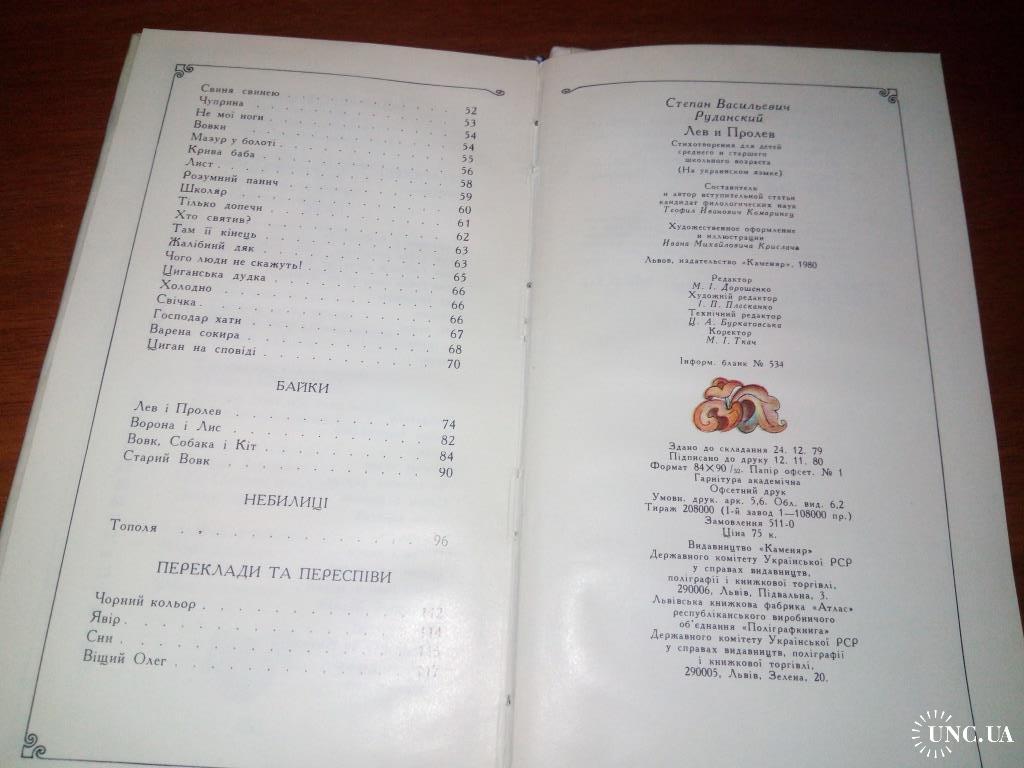 Свиня свинею 52
Чуприна 53
Не мої ноги 54
Вовки 54
Мазур у болоті 55
Крива баба 56
Лист 58
Розумний панич 59
Школяр 60
Тілько допечи 61
Хто святив? 62
Там її кінець 63
Жалібний дяк 63
Чого люди не скажуть! 65
Циганська дудка 66
Холодно 66
Свічка 66
Господар хати 67
Варена сокира 68
Циган на сповіді 70
БАЙКИ
Лев і Пролев 74
Ворона і Лис 82
Вовк, Собака і Кіт 84
Старий Вовк 90
НЕБИЛИЦІ
Тополя 96
ПЕРЕКЛАДИ ТА ПЕРЕСПІВИ
Чорний кольор 112
Явір 114
Сни
Віщий Олег 117
Степан Васильевич
Руданский
Лев и Пролев
Стихотворения для детей
среднего и старшего
школьного возраста
(На украинском языке)
Составитель
и автор вступительной статьи
кандидат филологических наук
Теофил Иванович Комаринец
Художественное оформление
и иллюстрации
Ивана Михайловича Крислача
Львов, издательство «Каменяр», 1980
Редактор
М. І. Дорошенко
Художній редактор
І. П. Плесканко
Технічний редактор
Ц. А. Буркатовська
Коректор
М. І. Ткач
Інформ. бланк № 534
Здано до складання 24. 12. 79
Підписано до друку 12. 11. 80
Формат 84×90/32. Папір офсет. № 1
Гарнітура академічна
Офсетний друк
Умовн. друк. арк. 5,6. Обл. вид. 6,2
Тираж 208000 (1-й завод 1—108000 пр.)
Замовлення 511-0
Ціна 75 к.
Видавництво «Каменяр»
Державного комітету Української РСР
у справах видавництв,
поліграфії і книжкової торгівлі,
290006, Львів, Підвальна, 3.
Львівська книжкова фабрика «Атлас»
республіканського виробничого
об'єднання «Поліграфкнига»
Державного комітету Української РСР
у справах видавництв, поліграфії
і книжкової торгівлі,
290005, Львів, Зелена, 20.
UNC.UA